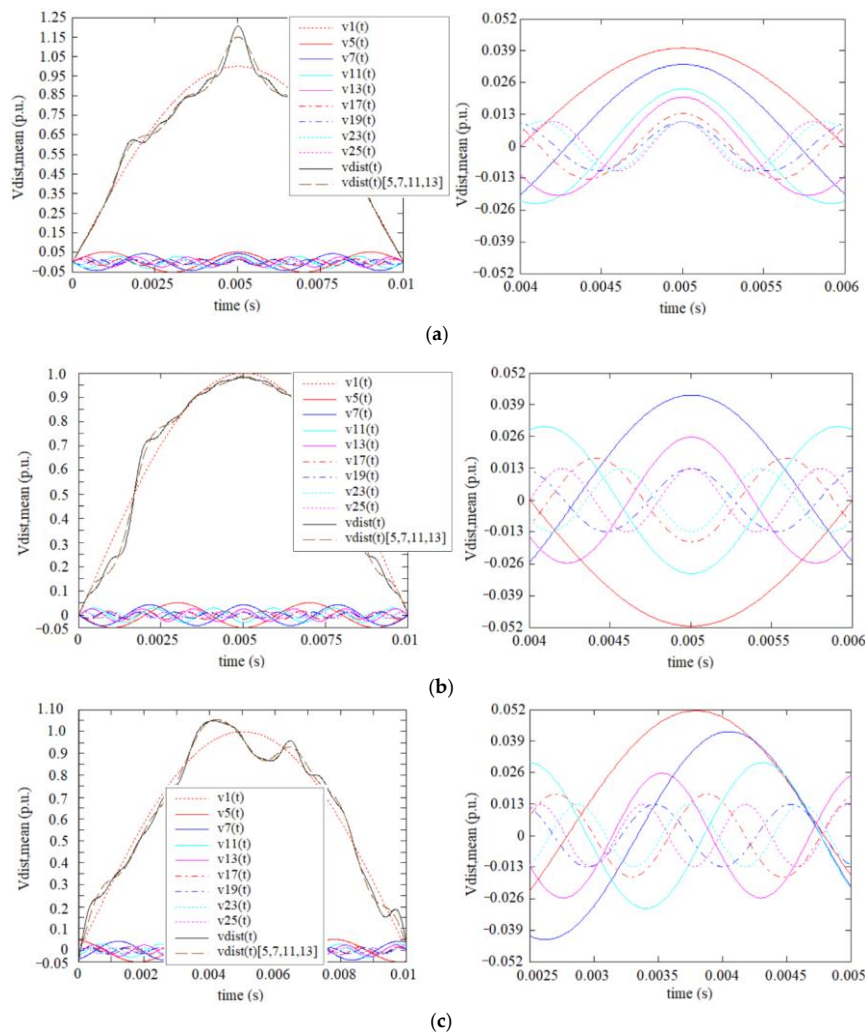 1.25
1.15
1.05
0.95
0.85
0.75
0.65
0.55
0.45
0.35
0.25
0.15
0.05
−0.05
Vdist,mean (p.u.)
0
0.0025
0.005
0.0075
0.01
time (s)
v1(t)
v5(t)
v7(t)
v11(t)
v13(t)
v17(t)
v19(t)
v23(t)
v25(t)
vdist(t)
vdist(t)[5,7,11,13]
0.052
0.039
0.026
0.013
0
−0.013
−0.026
−0.039
−0.052
Vdist,mean (p.u.)
0.004
0.0045
0.005
0.0055
0.006
time (s)
(a)
1.0
0.9
0.8
0.7
0.6
0.5
0.4
0.3
0.2
0.1
0
−0.05
Vdist,mean (p.u.)
0
0.0025
0.005
0.0075
0.01
time (s)
v1(t)
v5(t)
v7(t)
v11(t)
v13(t)
v17(t)
v19(t)
v23(t)
v25(t)
vdist(t)
vdist(t)[5,7,11,13]
0.052
0.039
0.026
0.013
0
−0.013
−0.026
−0.039
−0.052
Vdist,mean (p.u.)
0.004
0.0045
0.005
0.0055
0.006
time (s)
(b)
1.10
1.0
0.9
0.8
0.7
0.6
0.5
0.4
0.3
0.2
0.1
0
−0.05
Vdist,mean (p.u.)
0
0.002
0.004
0.006
0.008
0.01
time (s)
v1(t)
v5(t)
v7(t)
v11(t)
v13(t)
v17(t)
v19(t)
v23(t)
v25(t)
vdist(t)
vdist(t)[5,7,11,13]
0.052
0.039
0.026
0.013
0
−0.013
−0.026
−0.039
−0.052
Vdist,mean (p.u.)
0.0025
0.003
0.0035
0.004
0.0045
0.005
time (s)
(c)